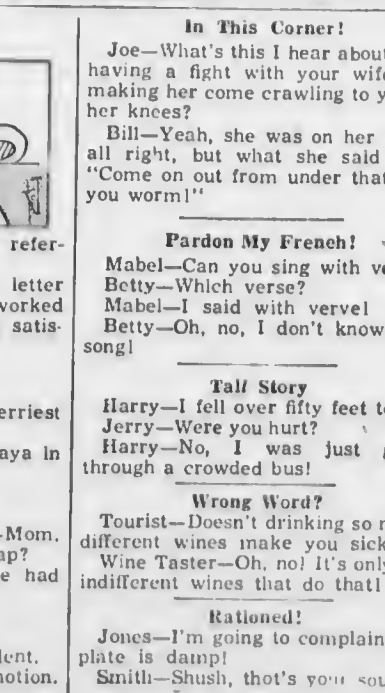 refer-
letter
worked
satis-
erriest
aya in
-Mom,
ap?
e had
dent.
notion.
In This Corner!
Joe—What's this I hear about
having a fight with your wife
making her come crawling to y
her knees?
Bill—Yeah, she was on her
all right, but what she said
"Come on out from under that
you worm!"
Pardon My French!
Mabel—Can you sing with ve
Betty—Which verse?
Mabel—I said with verve!
Betty—Oh, no, I don't know
song!
Tall Story
Harry—I fell over fifty feet to
Jerry—Were you hurt?
Harry—No, I was just
through a crowded bus!
Wrong Word?
Tourist—Doesn't drinking so m
different wines make you sick
Wine Taster—Oh, no! It's only
indifferent wines that do that!
Rationed!
Jones—I'm going to complain
plate is damp!
Smith—Shush, thot's your sou